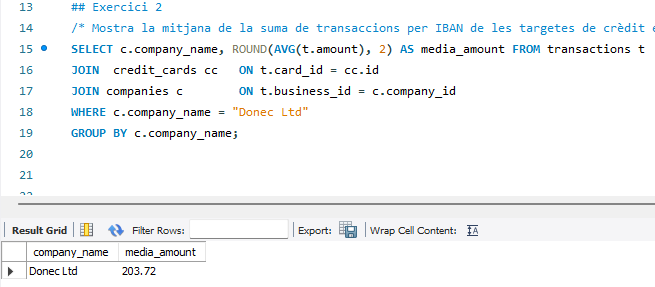 13 ## Exercici 2
14 /* Mostra la mitjana de la suma de transaccions per IBAN de les targetes de crèdit
15 SELECT c.company_name, ROUND(AVG(t.amount), 2) AS media_amount FROM transactions t
16 JOIN  credit_cards cc   ON t.card_id = cc.id
17 JOIN companies c        ON t.business_id = c.company_id
18 WHERE c.company_name = "Donec Ltd"
19 GROUP BY c.company_name;
20
21
Result Grid Filter Rows: Export: Wrap Cell Content: IA
company_name media_amount
Donec Ltd 203.72